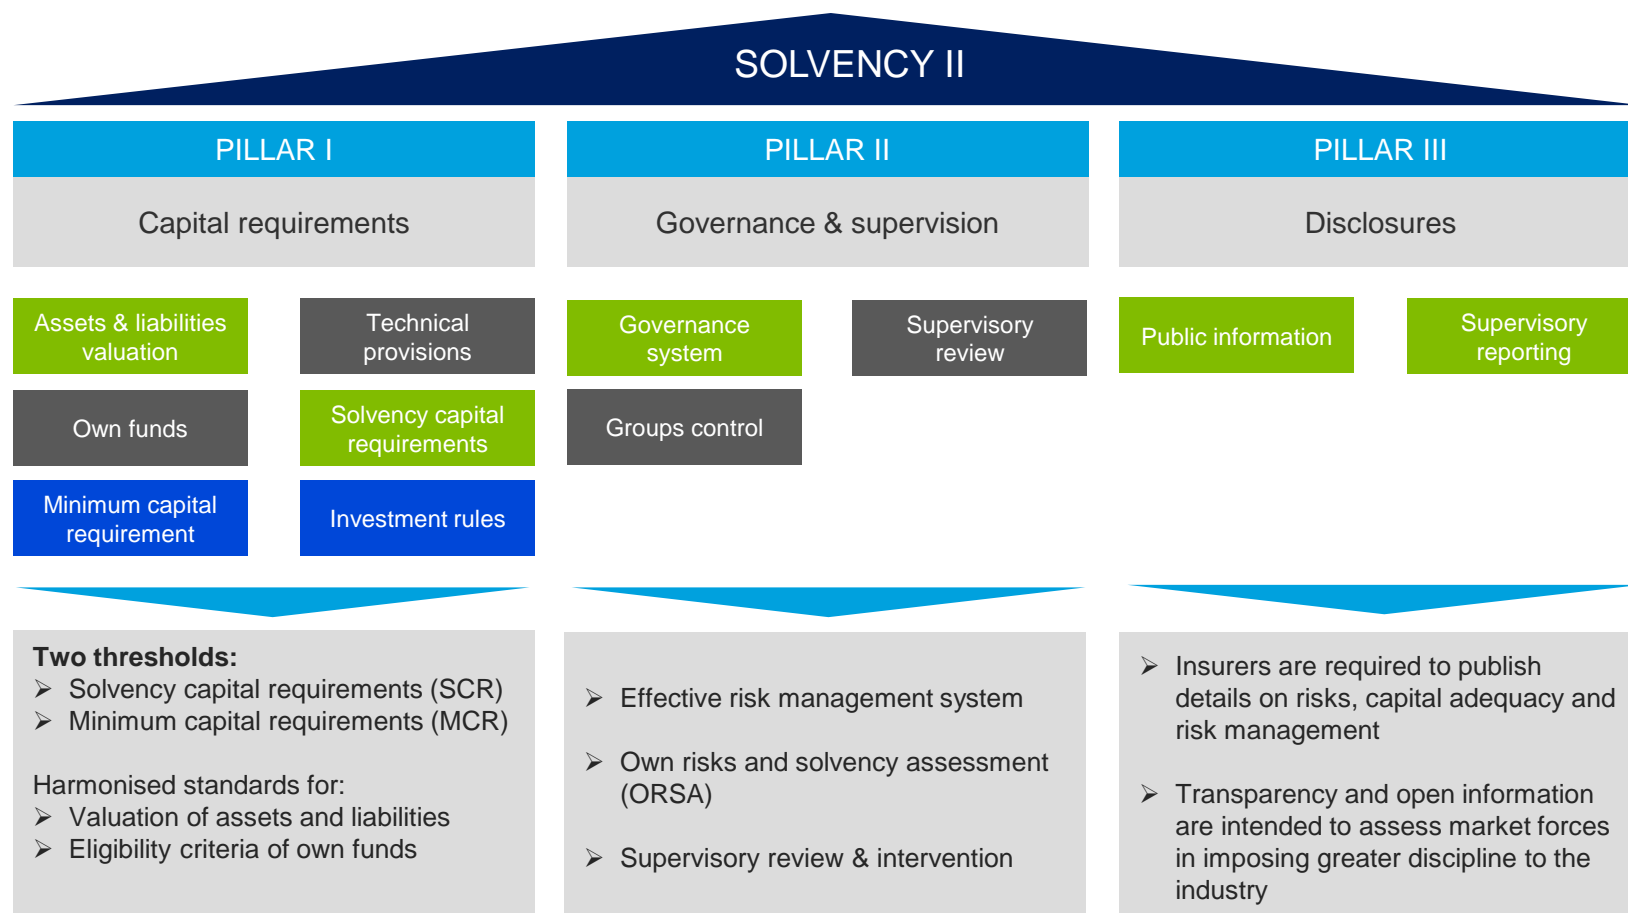 SOLVENCY II
PILLAR I
Capital requirements
Assets & liabilities
valuation
Technical
provisions
Own funds
Solvency capital
requirements
Minimum capital
requirement
Investment rules
Two thresholds:
➢ Solvency capital requirements (SCR)
➢ Minimum capital requirements (MCR)
Harmonised standards for:
➢ Valuation of assets and liabilities
➢ Eligibility criteria of own funds
PILLAR II
Governance & supervision
Governance
system
Supervisory
review
Groups control
➢ Effective risk management system
➢ Own risks and solvency assessment
(ORSA)
➢ Supervisory review & intervention
PILLAR III
Disclosures
Public information
Supervisory
reporting
➢ Insurers are required to publish
details on risks, capital adequacy and
risk management
➢ Transparency and open information
are intended to assess market forces
in imposing greater discipline to the
industry